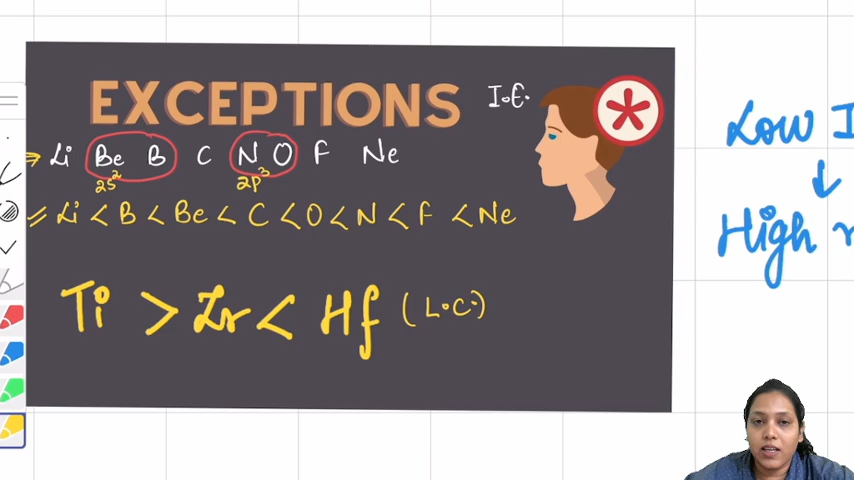 EXCEPTIONS I.E.
Li Be B C N O F Ne
2s² 2p³
Li < B < Be < C < O < N < F < Ne
Ti > Zr < Hf (L.C.)
Low I
↓
High